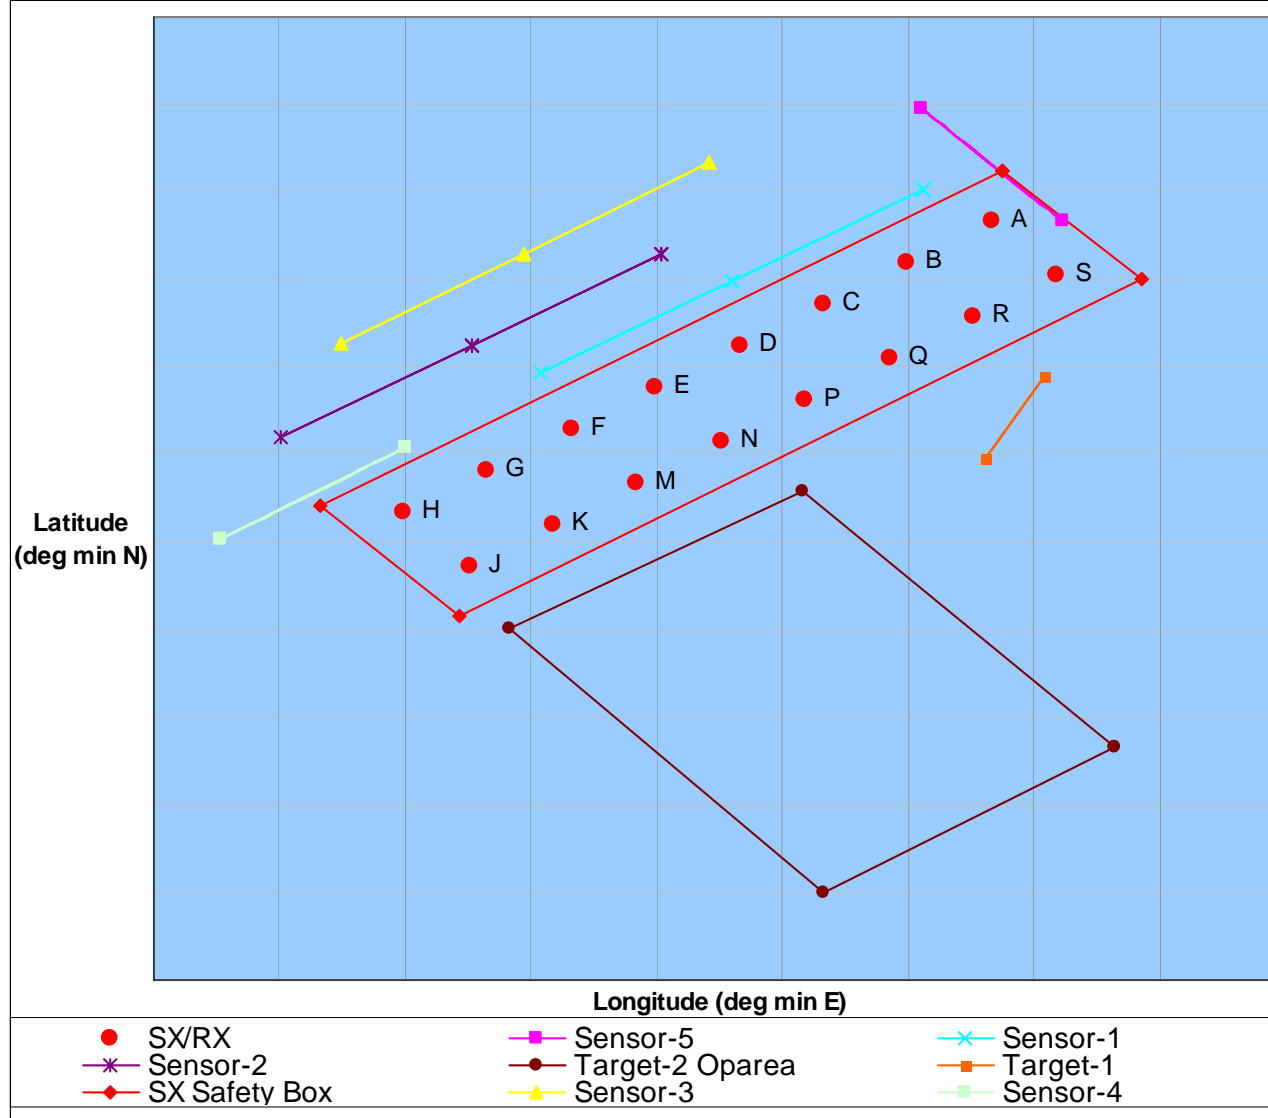 A
B
S
C
R
D
Q
E
P
F
N
G
M
H
K
J
Latitude
(deg min N)
Longitude (deg min E)
SX/RX
Sensor-5
Sensor-1
Sensor-2
Target-2 Oparea
Target-1
SX Safety Box
Sensor-3
Sensor-4